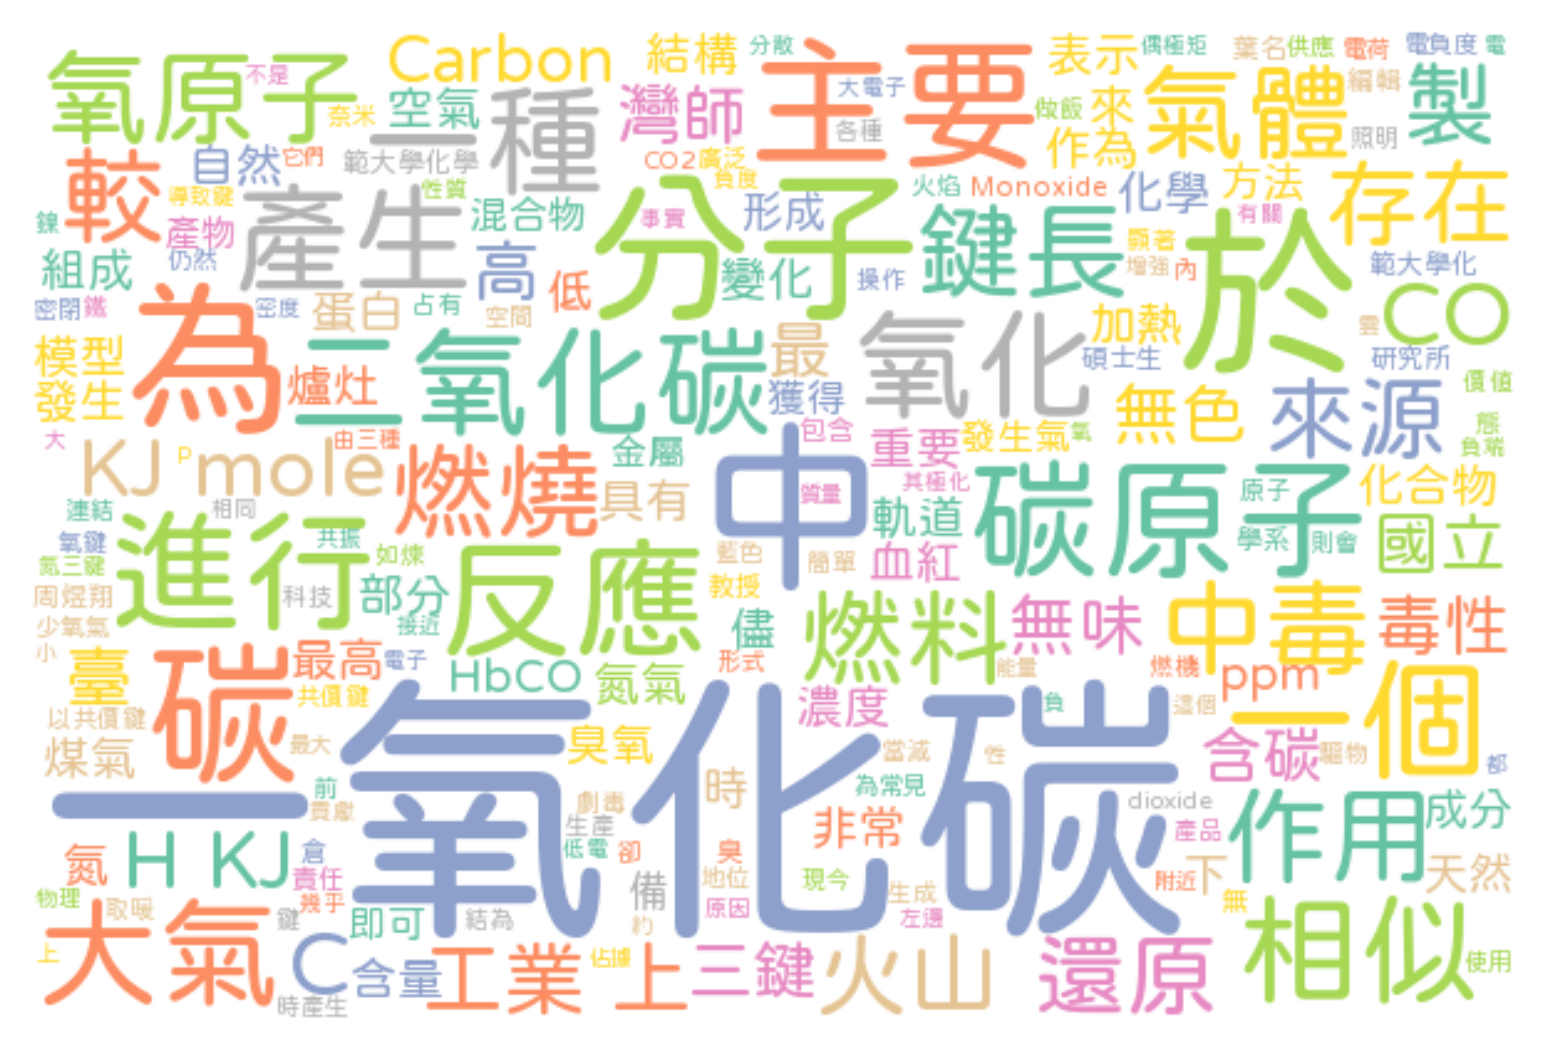 氧原子
不是
Carbon
結構
分散
主要
表示
偶極矩
葉名
供應
電荷
電負度
電
奈米
空氣
一種
灣師
大電子
各種
做飯
來
作為
氣體
編輯
照明
製
較
自然
它們
範大學化學
CO2
廣泛
負度
火焰
Monoxide
化學
方法
存在
導致鍵
性質
產生
混合物
分子
事實
形成
鍵長
顯著
有關
於
鎳
產物
組成
仍然
高
低
變化
操作
增強
內
範大學化
密閉
鐵
為
密度
蛋白
占有
空間
加熱
雲
CO
模型
發生
爐灶
二氧化碳
最
獲得
氧化
碩士生
研究所
無色
來源
價值
大
由三種
KJ
P
mole
燃燒
金屬
具有
中
包含
質量
重要
發生氣
氧
其極化
態
負端
連結
相同
軌道
碳原子
原子
化合物
氧鍵
氮三鍵
進行
共振
如煉
反應
藍色
簡單
血紅
學系
則會
國立
周煜翔
科技
部分
教授
少氧氣
接近
儘
燃料
無味
中毒
毒性
小
臺
碳
最高
電子
HbCO
氮氣
形式
能量
燃機
ppm
一個
共價鍵
以共價鍵
濃度
負
這個
煤氣
最大
一氧化碳
臭氧
當減
性
含碳
驅物
都
前
貢獻
時
為常見
dioxide
劇毒
生產
非常
產品
作用
成分
氮
H KJ
倉
低電
卻
臭
責任
備
地位
現今
生成
附近
下
天然
物理
取暖
幾乎
鍵
即可
結為
約
原因
左邊
無
上
大氣
C
含量
時產生
工業上
佔據
三鍵
火山
還原
相似
使用